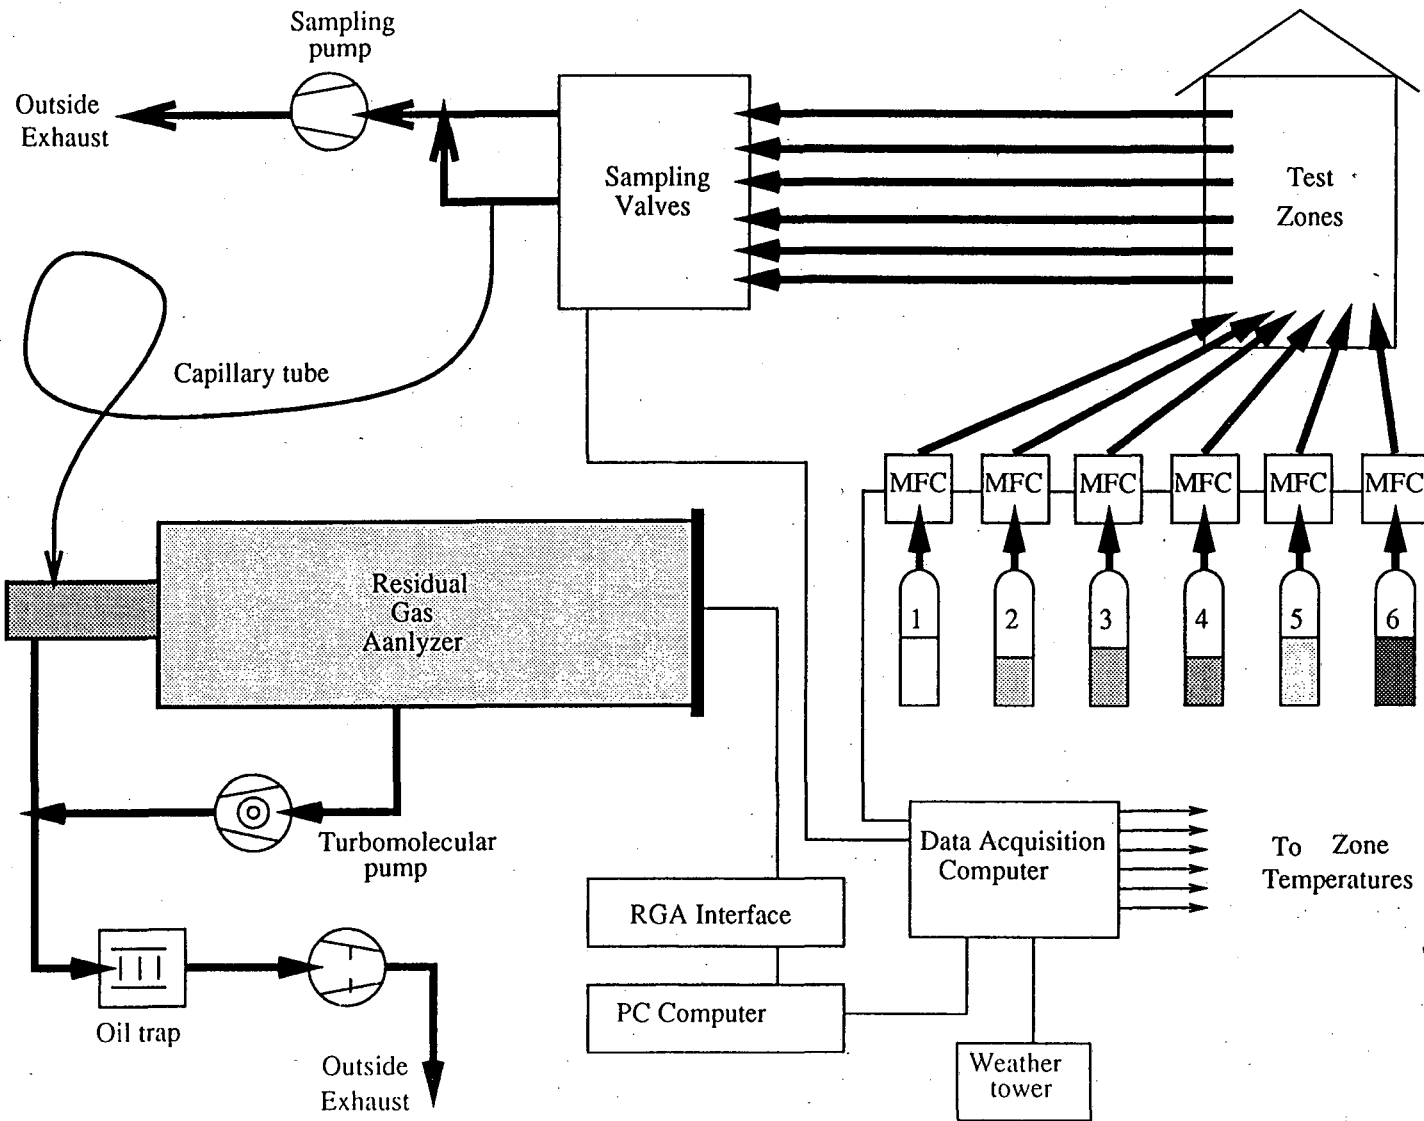 Sampling
pump
Outside
Exhaust
Sampling
Valves
Test
Zones
Capillary tube
MFC MFC MFC MFC MFC MFC
Residual
Gas
Aanlyzer
1 2 3 4 5 6
Turbomolecular
pump
Data Acquisition
Computer
To Zone
Temperatures
RGA Interface
PC Computer
Oil trap
Weather
tower
Outside
Exhaust